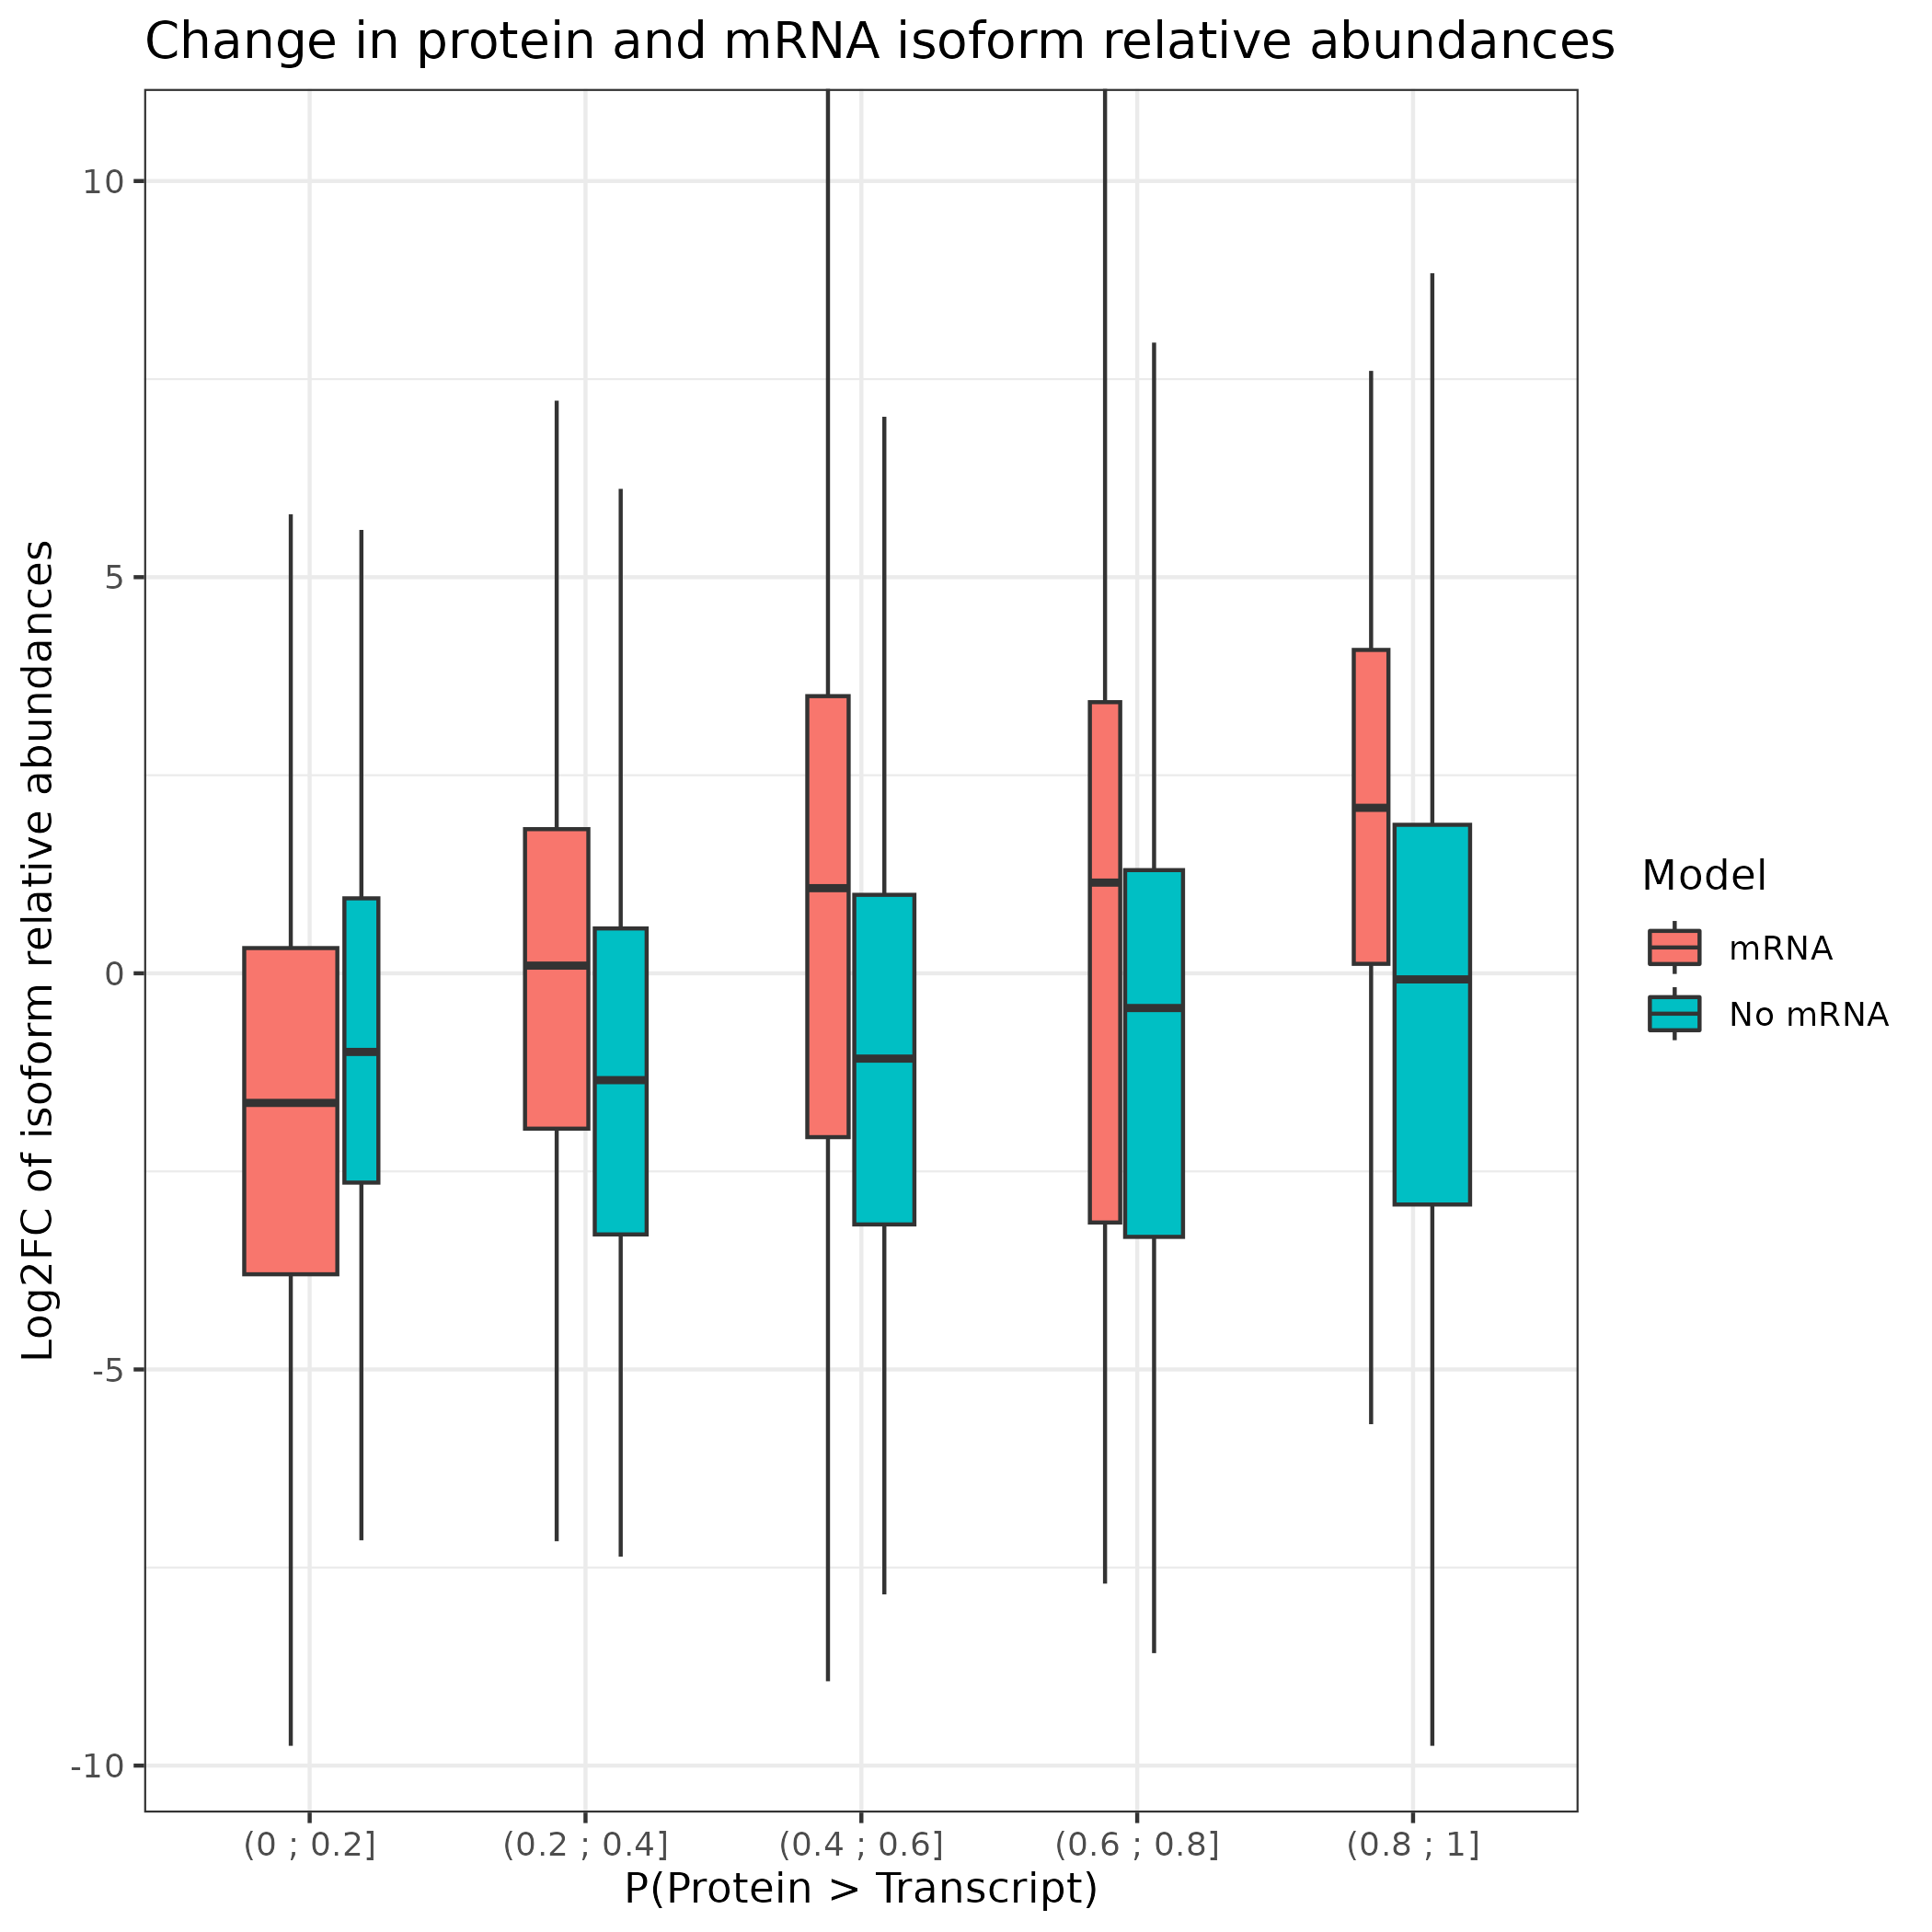 Change in protein and mRNA isoform relative abundances
Log2FC of isoform relative abundances
10
5
0
-5
-10
(0 ; 0.2]
(0.2 ; 0.4]
(0.4 ; 0.6]
(0.6 ; 0.8]
(0.8 ; 1]
P(Protein > Transcript)
Model
mRNA
No mRNA